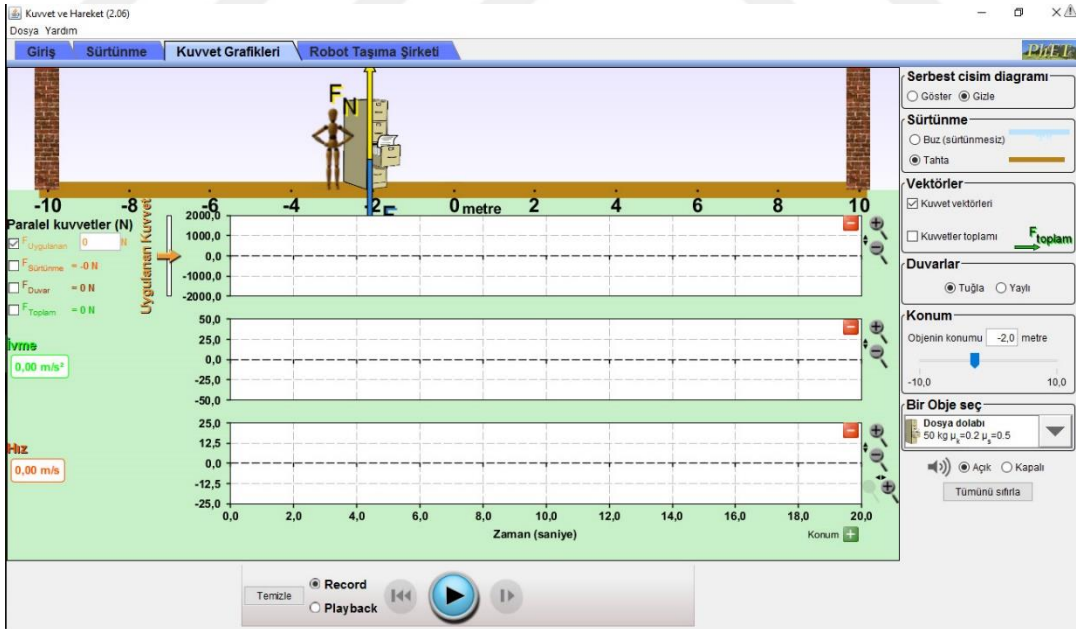 Kuvvet ve Hareket (2.06)
Dosya Yardım
Giriş Sürtünme Kuvvet Grafikleri Robot Taşıma Şirketi
PhET
F N
F
-10 -8 -6 -4 -2 0 metre 2 4 6 8 10
Paralel kuvvetler (N)
F Uygulanan 0 N
F Sürtünme = -0 N
F Duvar = 0 N
F Toplam = 0 N
Uygulanan Kuvvet
2000,0
1000,0
0,0
-1000,0
-2000,0
İvme
0,00 m/s²
50,0
25,0
0,0
-25,0
-50,0
Hız
0,00 m/s
25,0
12,5
0,0
-12,5
-25,0
0,0 2,0 4,0 6,0 8,0 10,0 12,0 14,0 16,0 18,0 20,0
Zaman (saniye)
Konum
Serbest cisim diagramı
Göster Gizle
Sürtünme
Buz (sürtünmesiz)
Tahta
Vektörler
Kuvvet vektörleri
Kuvvetler toplamı F toplam
Duvarlar
Tuğla Yaylı
Konum
Objenin konumu -2,0 metre
-10,0 10,0
Bir Obje seç
Dosya dolabı
50 kg μk=0.2 μs=0.5
Açık Kapalı
Tümünü sıfırla
Temizle
Record
Playback